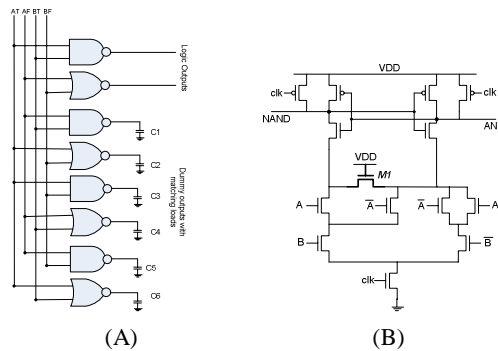 AT AF BT BF
Logic Outputs
Dummy outputs with
matching loads
C1
C2
C3
C4
C5
C6
(A)
VDD
clk
clk
NAND
AN
VDD
M1
A
A
A
A
B
B
clk
(B)